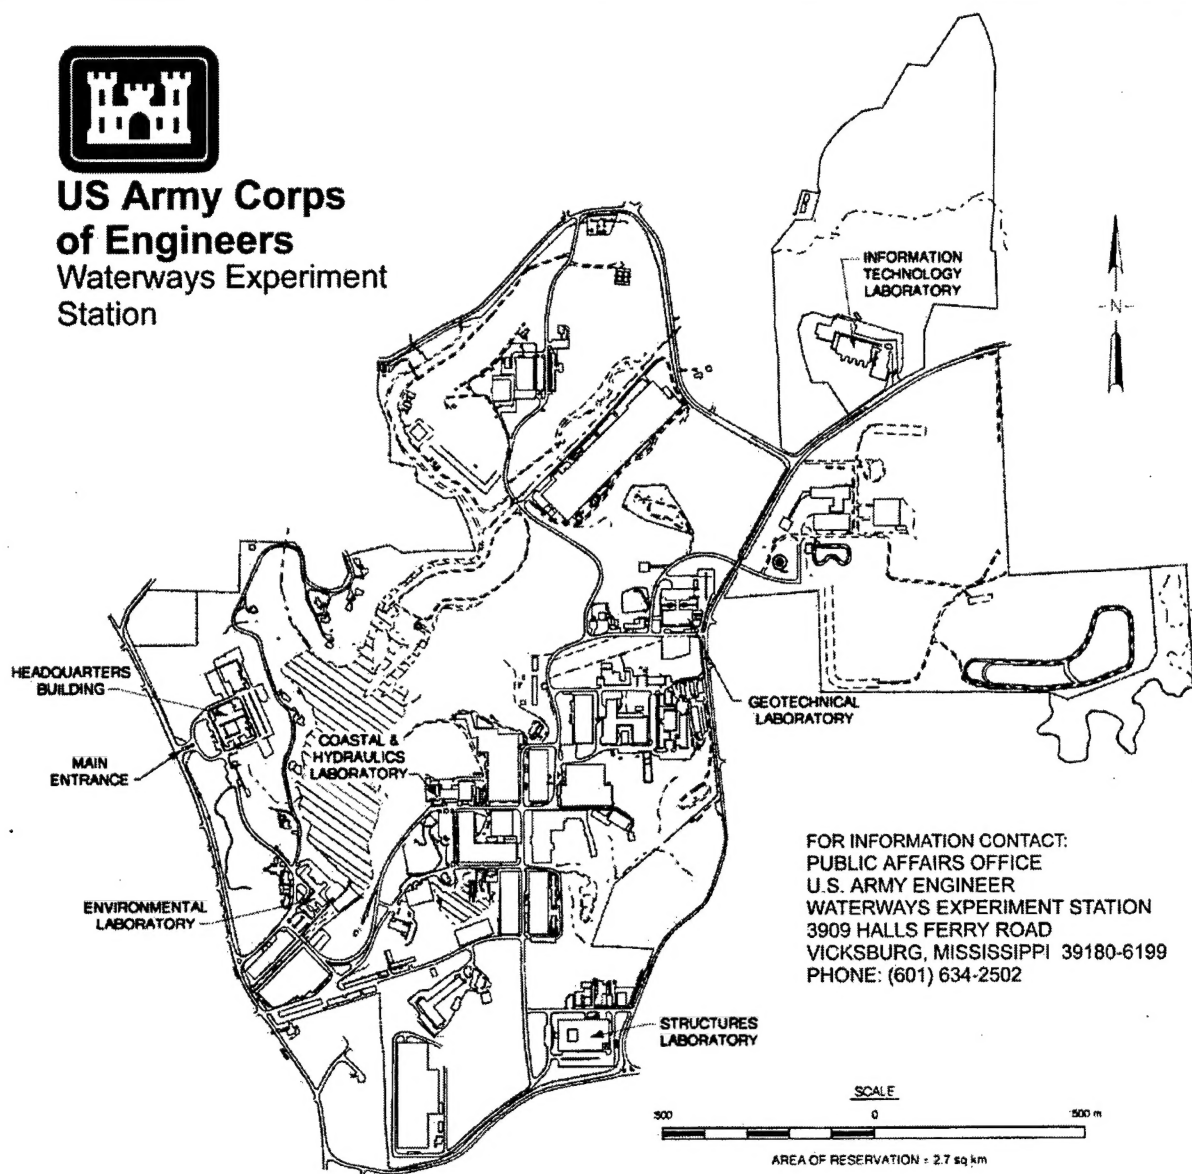 US Army Corps
of Engineers
Waterways Experiment
Station
INFORMATION
TECHNOLOGY
LABORATORY
-N-
HEADQUARTERS
BUILDING
MAIN
ENTRANCE
COASTAL &
HYDRAULICS
LABORATORY
GEOTECHNICAL
LABORATORY
ENVIRONMENTAL
LABORATORY
STRUCTURES
LABORATORY
FOR INFORMATION CONTACT:
PUBLIC AFFAIRS OFFICE
U.S. ARMY ENGINEER
WATERWAYS EXPERIMENT STATION
3909 HALLS FERRY ROAD
VICKSBURG, MISSISSIPPI 39180-6199
PHONE: (601) 634-2502
SCALE
500 0 500 m
AREA OF RESERVATION = 2.7 sq km